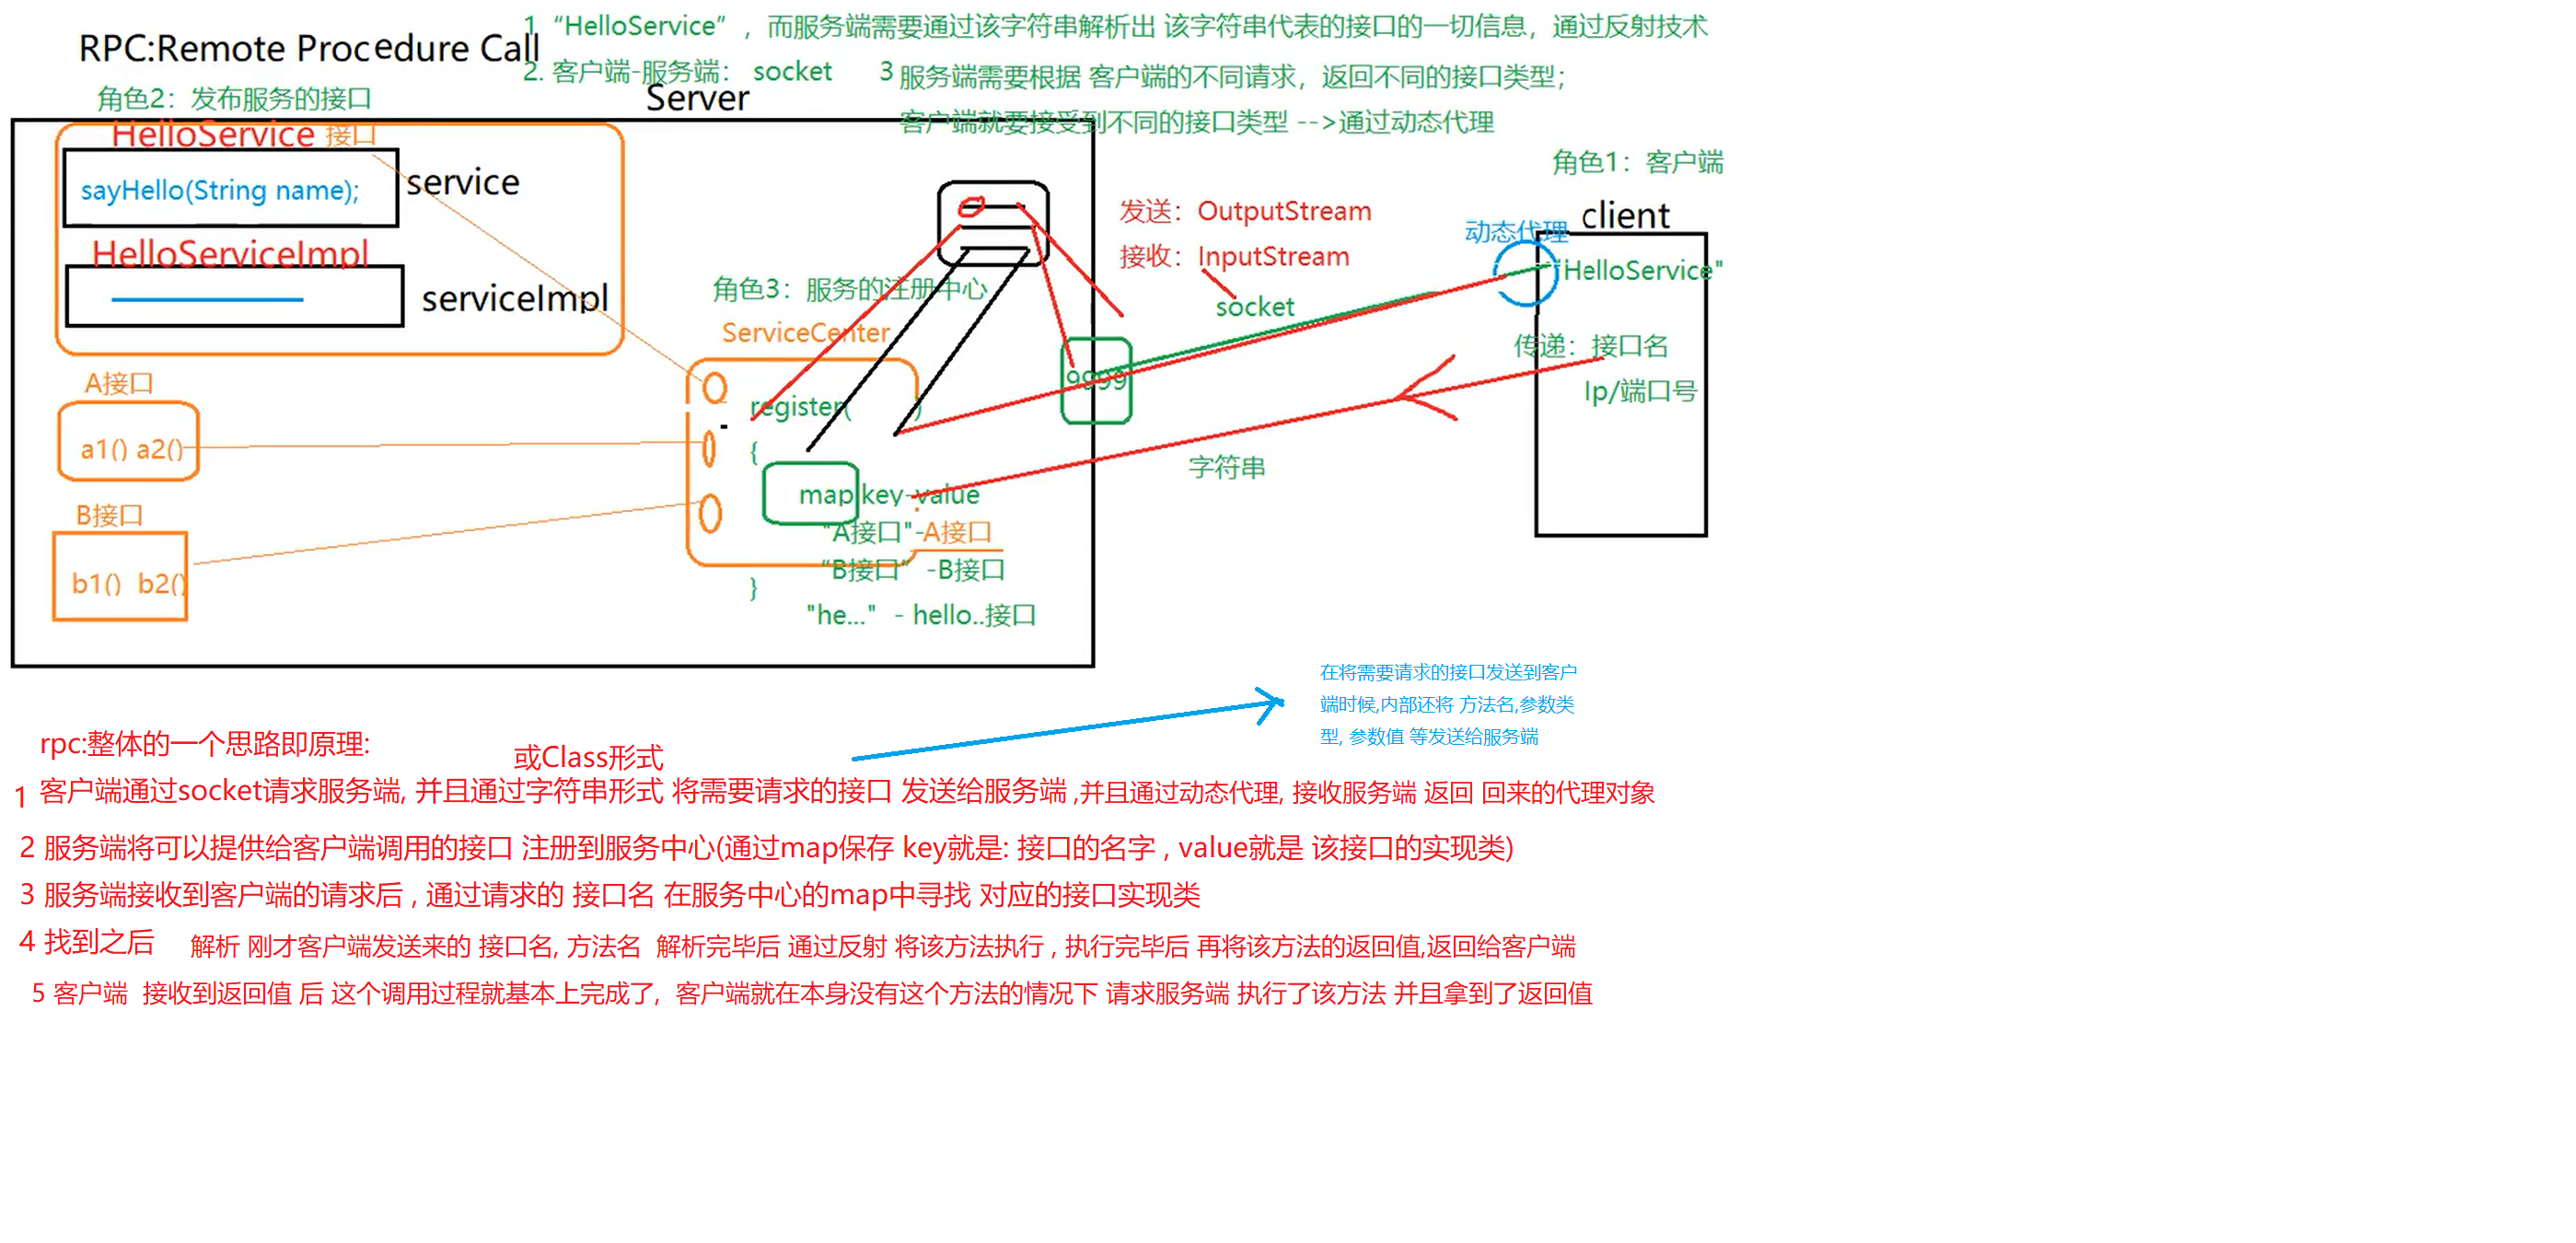 1 “HelloService”，而服务端需要通过该字符串解析出 该字符串代表的接口的一切信息，通过反射技术
RPC:Remote Procedure Call
2. 客户端-服务端： socket
3 服务端需要根据 客户端的不同请求，返回不同的接口类型；
客户端就要接受到不同的接口类型 -->通过动态代理
角色2：发布服务的接口
Server
HelloService 接口
sayHello(String name);
service
HelloServiceImpl
serviceImpl
角色1：客户端
client
发送：OutputStream
接收：InputStream
socket
动态代理
"HelloService"
传递：接口名
Ip/端口号
角色3：服务的注册中心
ServiceCenter
9999
register( )
{
map key-value
"A接口"-A接口
“B接口” -B接口
}
"he..." - hello..接口
字符串
A接口
a1() a2()
B接口
b1() b2()
在将需要请求的接口发送到客户
端时候,内部还将 方法名,参数类
型, 参数值 等发送给服务端
rpc:整体的一个思路即原理:
或Class形式
1 客户端通过socket请求服务端, 并且通过字符串形式 将需要请求的接口 发送给服务端 ,并且通过动态代理, 接收服务端 返回 回来的代理对象
2 服务端将可以提供给客户端调用的接口 注册到服务中心(通过map保存 key就是: 接口的名字 , value就是 该接口的实现类)
3 服务端接收到客户端的请求后 , 通过请求的 接口名 在服务中心的map中寻找 对应的接口实现类
4 找到之后 解析 刚才客户端发送来的 接口名, 方法名 解析完毕后 通过反射 将该方法执行 , 执行完毕后 再将该方法的返回值,返回给客户端
5 客户端 接收到返回值 后 这个调用过程就基本上完成了, 客户端就在本身没有这个方法的情况下 请求服务端 执行了该方法 并且拿到了返回值